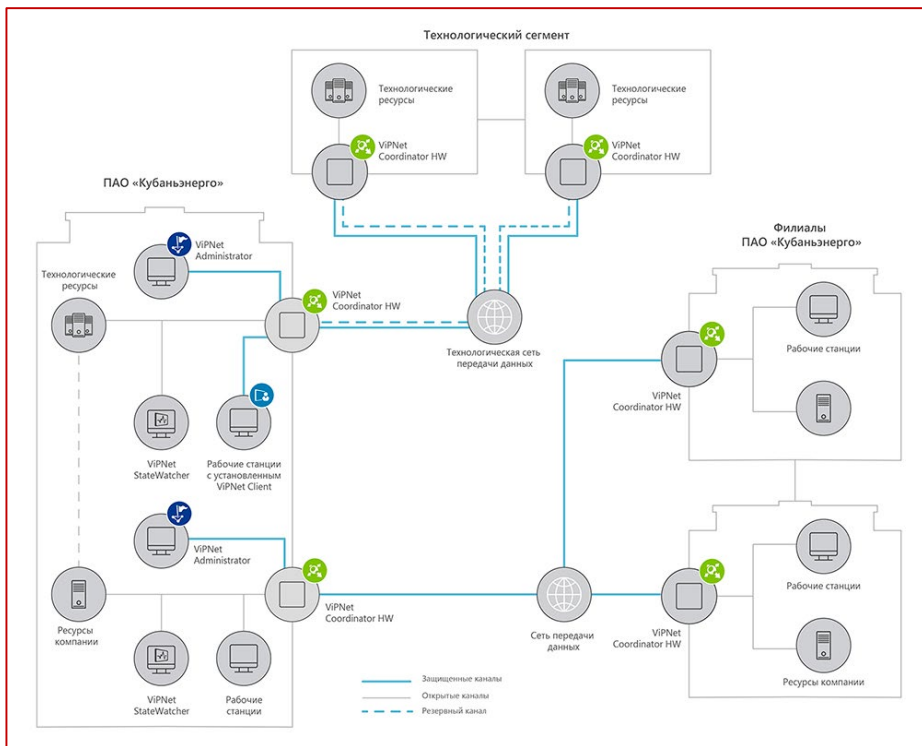 Технологический сегмент
Технологические
ресурсы
ViPNet
Coordinator HW
Технологические
ресурсы
ViPNet
Coordinator HW
ПАО «Кубаньэнерго»
ViPNet
Administrator
Технологические
ресурсы
ViPNet
Coordinator HW
ViPNet
StateWatcher
Рабочие станции
с установленным
ViPNet Client
Технологическая сеть
передачи данных
Филиалы
ПАО «Кубаньэнерго»
Рабочие станции
ViPNet
Coordinator HW
ViPNet
Administrator
Ресурсы
компании
ViPNet
Coordinator HW
ViPNet
StateWatcher
Рабочие
станции
Сеть передачи
данных
ViPNet
Coordinator HW
Рабочие станции
Ресурсы компании
Защищенные каналы
Открытые каналы
Резервный канал